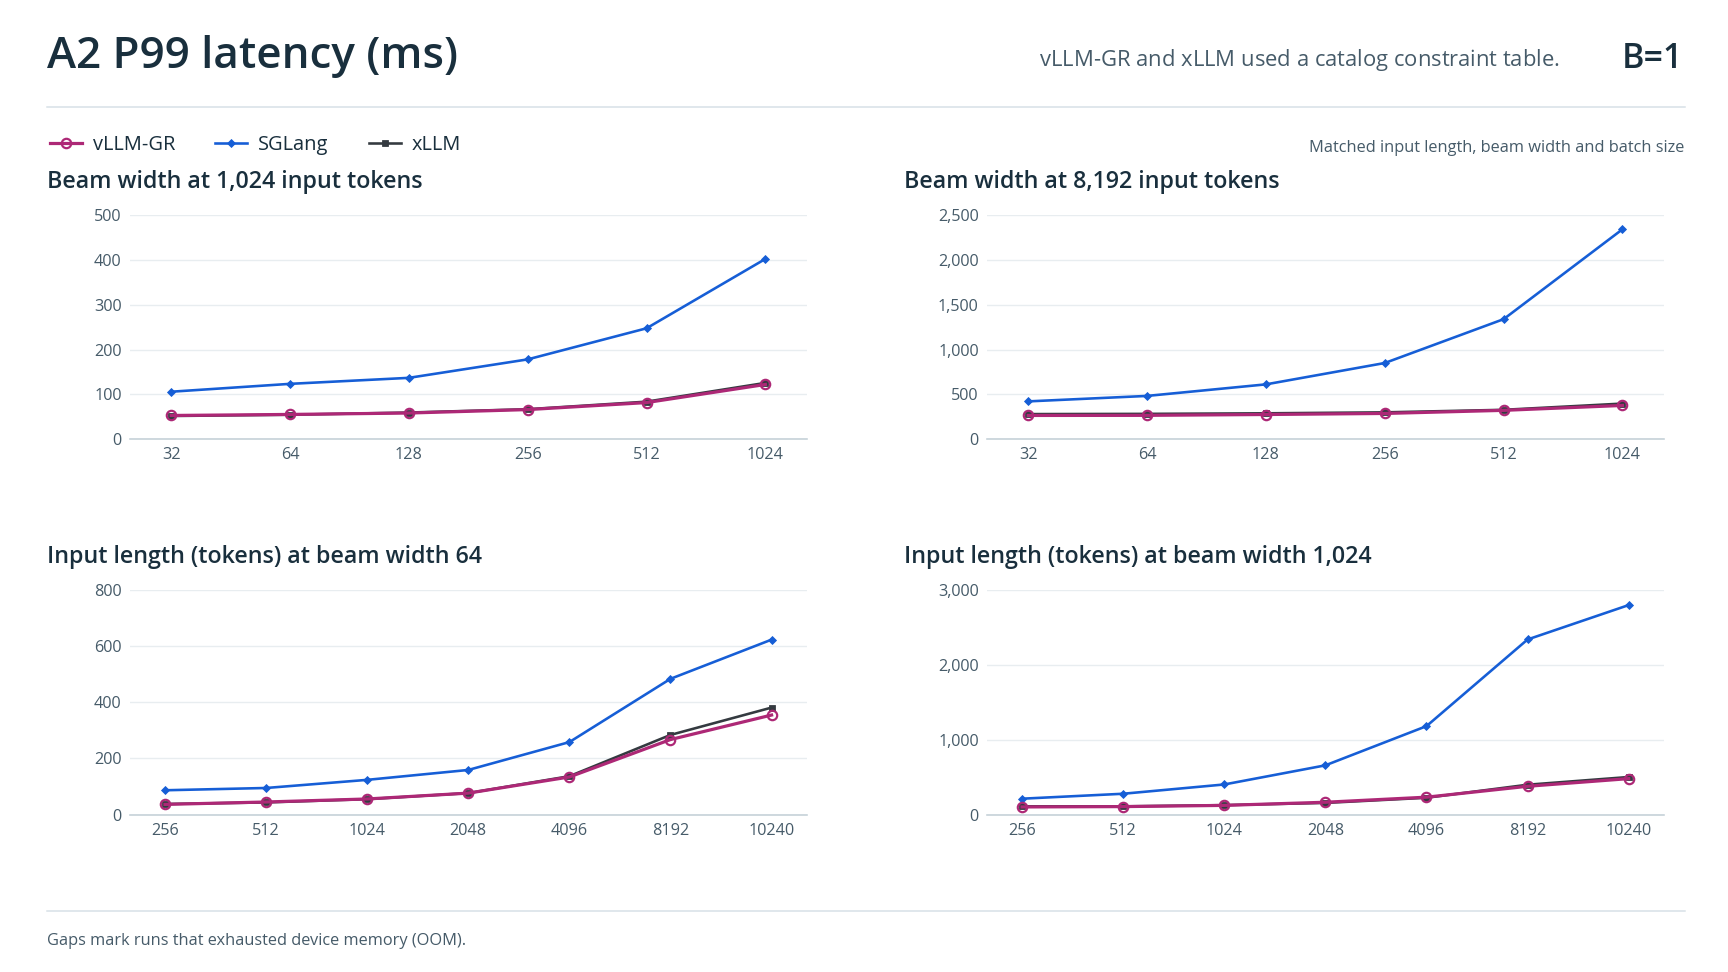 A2 P99 latency (ms)
vLLM-GR and xLLM used a catalog constraint table.
B=1
vLLM-GR
SGLang
xLLM
Matched input length, beam width and batch size
Beam width at 1,024 input tokens
500
400
300
200
100
0
32 64 128 256 512 1024
Beam width at 8,192 input tokens
2,500
2,000
1,500
1,000
500
0
32 64 128 256 512 1024
Input length (tokens) at beam width 64
800
600
400
200
0
256 512 1024 2048 4096 8192 10240
Input length (tokens) at beam width 1,024
3,000
2,000
1,000
0
256 512 1024 2048 4096 8192 10240
Gaps mark runs that exhausted device memory (OOM).